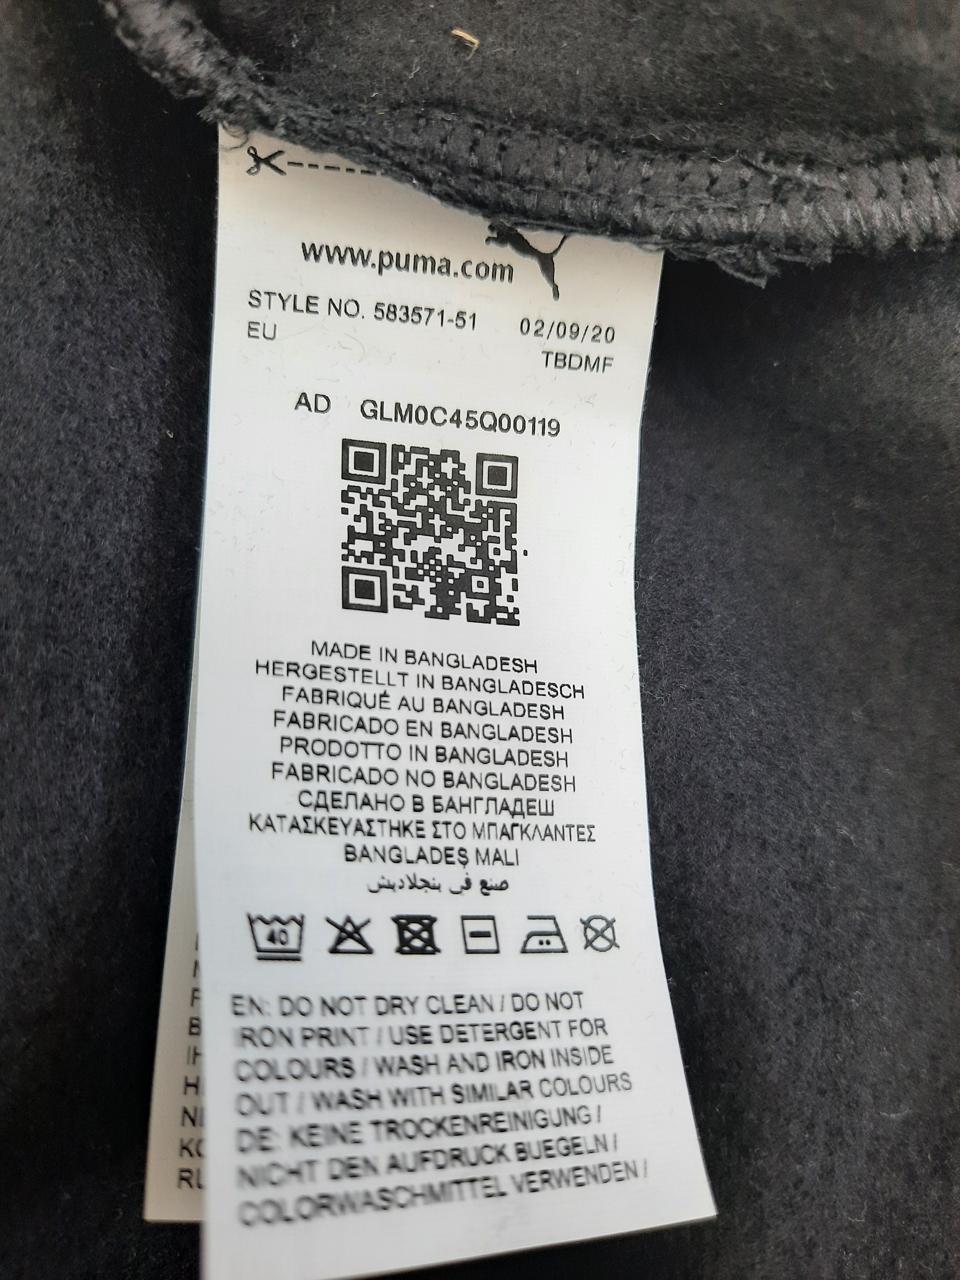 www.puma.com
STYLE NO. 583571-51 02/09/20
EU TBDMF
AD GLM0C45Q00119
MADE IN BANGLADESH
HERGESTELLT IN BANGLADESCH
FABRIQUÉ AU BANGLADESH
FABRICADO EN BANGLADESH
PRODOTTO IN BANGLADESH
FABRICADO NO BANGLADESH
СДЕЛАНО В БАНГЛАДЕШ
ΚΑΤΑΣΚΕΥΑΣΤΗΚΕ ΣΤΟ ΜΠΑΓΚΛΑΝΤΕΣ
BANGLADEŞ MALI
صنع في بنجلاديش
40
EN: DO NOT DRY CLEAN / DO NOT
IRON PRINT / USE DETERGENT FOR
COLOURS / WASH AND IRON INSIDE
OUT / WASH WITH SIMILAR COLOURS
DE: KEINE TROCKENREINIGUNG /
NICHT DEN AUFDRUCK BUEGELN /
COLORWASCHMITTEL VERWENDEN /